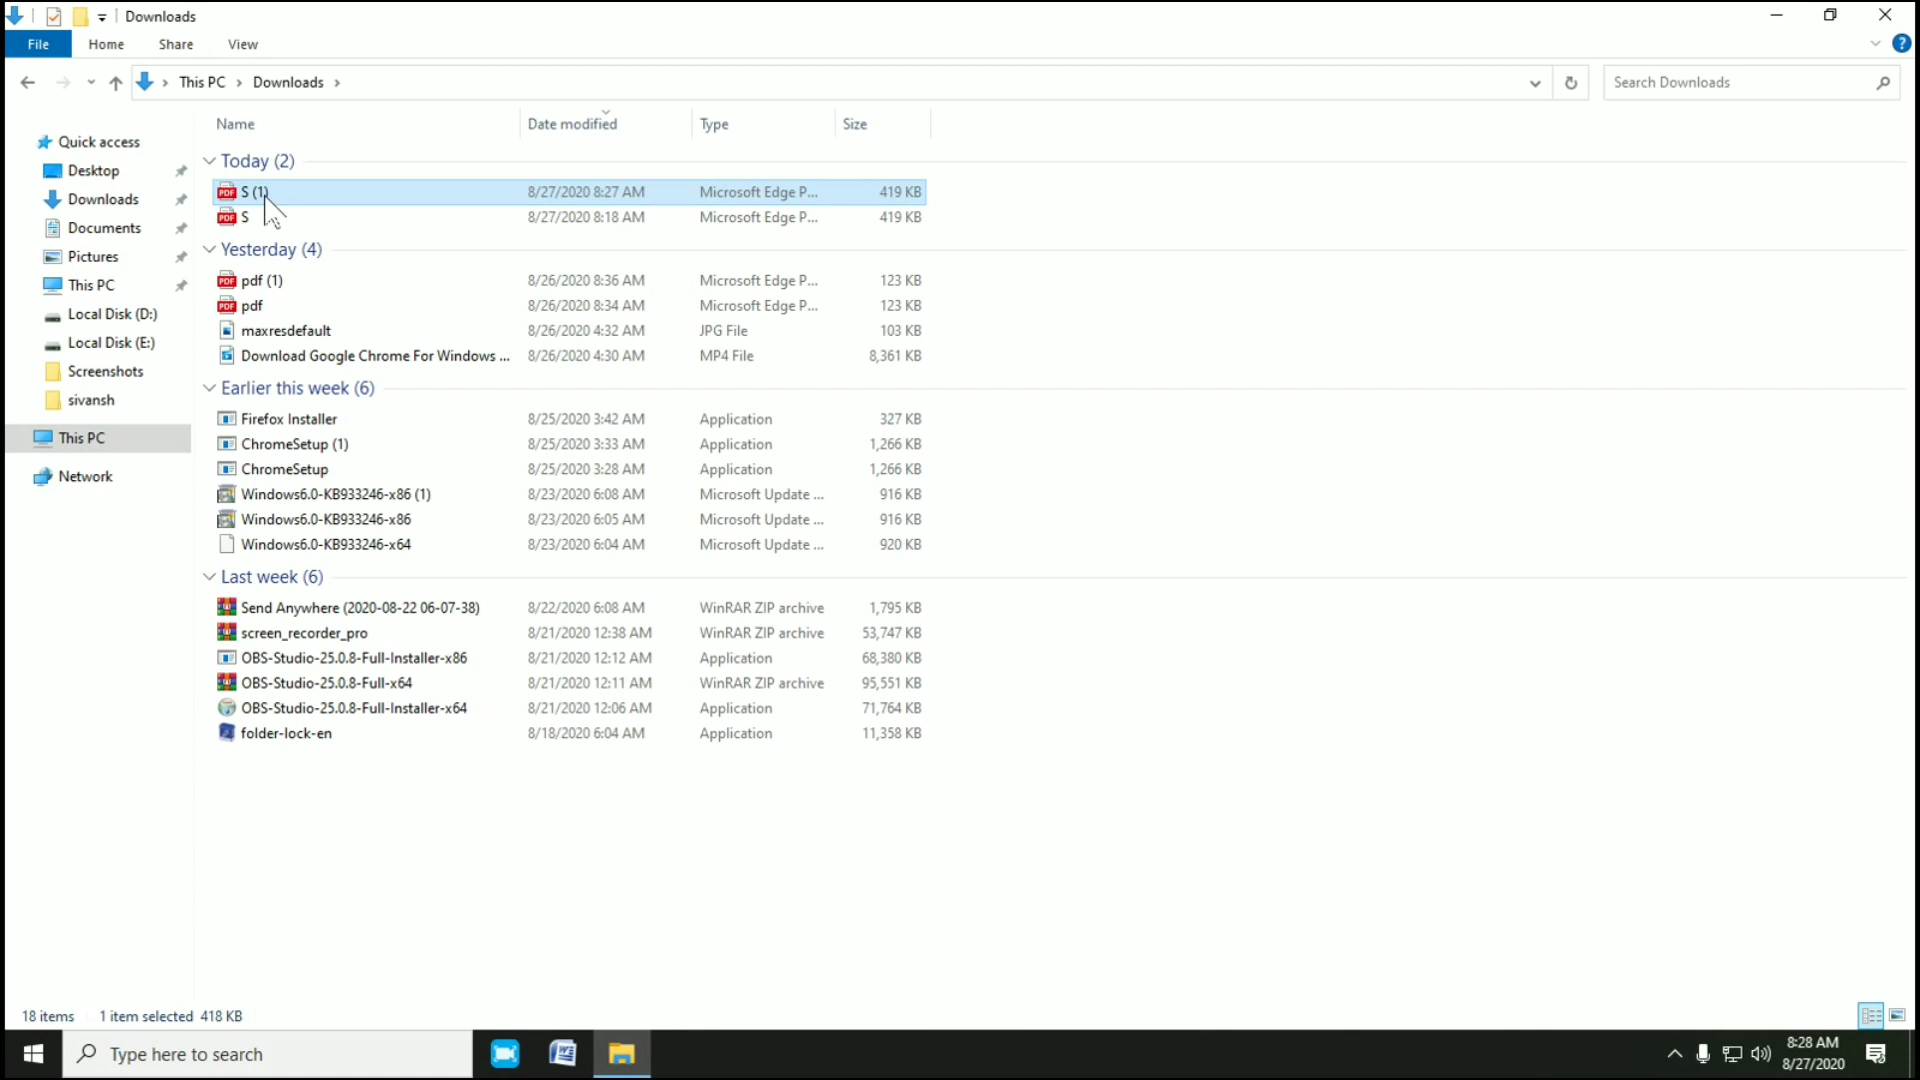 Downloads
File Home Share View
This PC > Downloads >
Search Downloads
Name Date modified Type Size
Quick access
Desktop
Downloads
Documents
Pictures
This PC
Local Disk (D:)
Local Disk (E:)
Screenshots
sivansh
This PC
Network
Today (2)
S (1) 8/27/2020 8:27 AM Microsoft Edge P... 419 KB
S 8/27/2020 8:18 AM Microsoft Edge P... 419 KB
Yesterday (4)
pdf (1) 8/26/2020 8:36 AM Microsoft Edge P... 123 KB
pdf 8/26/2020 8:34 AM Microsoft Edge P... 123 KB
maxresdefault 8/26/2020 4:32 AM JPG File 103 KB
Download Google Chrome For Windows ... 8/26/2020 4:30 AM MP4 File 8,361 KB
Earlier this week (6)
Firefox Installer 8/25/2020 3:42 AM Application 327 KB
ChromeSetup (1) 8/25/2020 3:33 AM Application 1,266 KB
ChromeSetup 8/25/2020 3:28 AM Application 1,266 KB
Windows6.0-KB933246-x86 (1) 8/23/2020 6:08 AM Microsoft Update ... 916 KB
Windows6.0-KB933246-x86 8/23/2020 6:05 AM Microsoft Update ... 916 KB
Windows6.0-KB933246-x64 8/23/2020 6:04 AM Microsoft Update ... 920 KB
Last week (6)
Send Anywhere (2020-08-22 06-07-38) 8/22/2020 6:08 AM WinRAR ZIP archive 1,795 KB
screen_recorder_pro 8/21/2020 12:38 AM WinRAR ZIP archive 53,747 KB
OBS-Studio-25.0.8-Full-Installer-x86 8/21/2020 12:12 AM Application 68,380 KB
OBS-Studio-25.0.8-Full-x64 8/21/2020 12:11 AM WinRAR ZIP archive 95,551 KB
OBS-Studio-25.0.8-Full-Installer-x64 8/21/2020 12:06 AM Application 71,764 KB
folder-lock-en 8/18/2020 6:04 AM Application 11,358 KB
18 items 1 item selected 418 KB
Type here to search
8:28 AM
8/27/2020